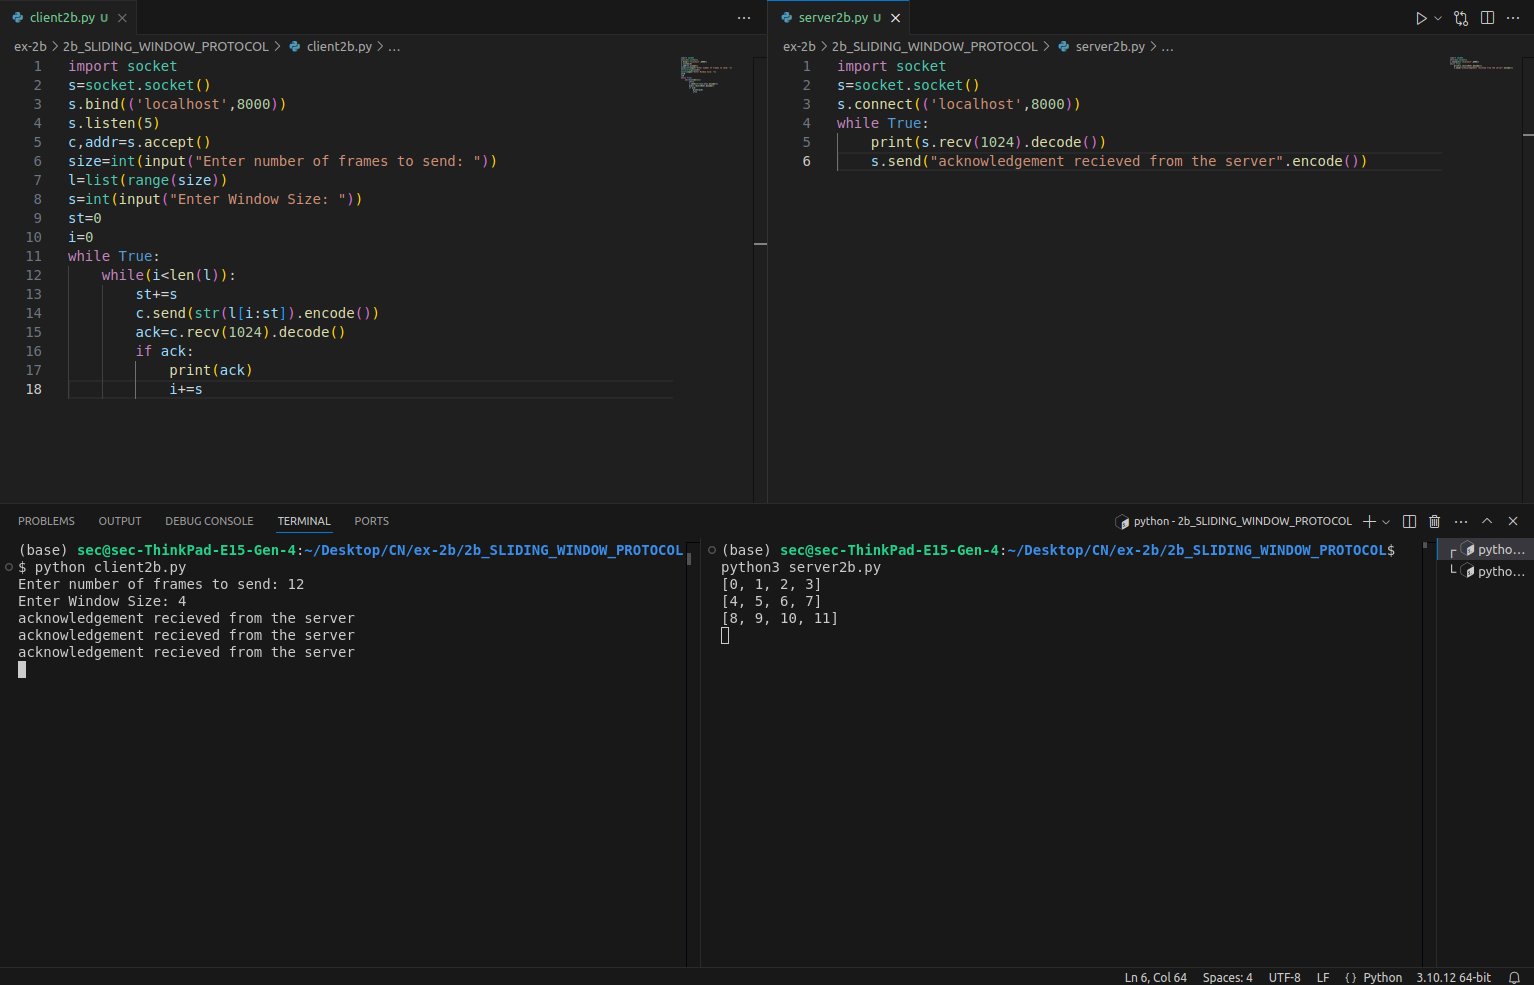 client2b.py U
ex-2b > 2b_SLIDING_WINDOW_PROTOCOL > client2b.py > ...
1 import socket
2 s=socket.socket()
3 s.bind(('localhost',8000))
4 s.listen(5)
5 c,addr=s.accept()
6 size=int(input("Enter number of frames to send: "))
7 l=list(range(size))
8 s=int(input("Enter Window Size: "))
9 st=0
10 i=0
11 while True:
12     while(i<len(l)):
13         st+=s
14         c.send(str(l[i:st]).encode())
15         ack=c.recv(1024).decode()
16         if ack:
17             print(ack)
18             i+=s
server2b.py U
ex-2b > 2b_SLIDING_WINDOW_PROTOCOL > server2b.py > ...
1 import socket
2 s=socket.socket()
3 s.connect(('localhost',8000))
4 while True:
5     print(s.recv(1024).decode())
6     s.send("acknowledgement recieved from the server".encode())
PROBLEMS OUTPUT DEBUG CONSOLE TERMINAL PORTS
python - 2b_SLIDING_WINDOW_PROTOCOL
(base) sec@sec-ThinkPad-E15-Gen-4:~/Desktop/CN/ex-2b/2b_SLIDING_WINDOW_PROTOCOL
$ python client2b.py
Enter number of frames to send: 12
Enter Window Size: 4
acknowledgement recieved from the server
acknowledgement recieved from the server
acknowledgement recieved from the server
(base) sec@sec-ThinkPad-E15-Gen-4:~/Desktop/CN/ex-2b/2b_SLIDING_WINDOW_PROTOCOL$
python3 server2b.py
[0, 1, 2, 3]
[4, 5, 6, 7]
[8, 9, 10, 11]
pytho...
pytho...
Ln 6, Col 64 Spaces: 4 UTF-8 LF {} Python 3.10.12 64-bit